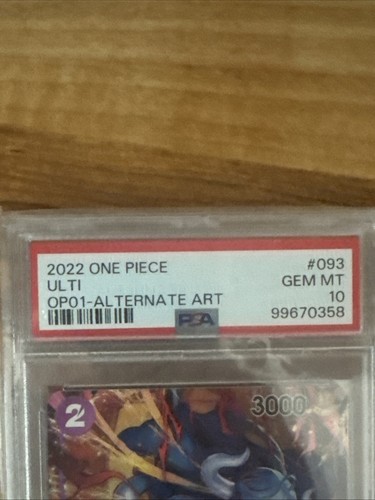 2022 ONE PIECE #093
ULTI GEM MT
OP01-ALTERNATE ART 10
PSA 99670358
2 3000